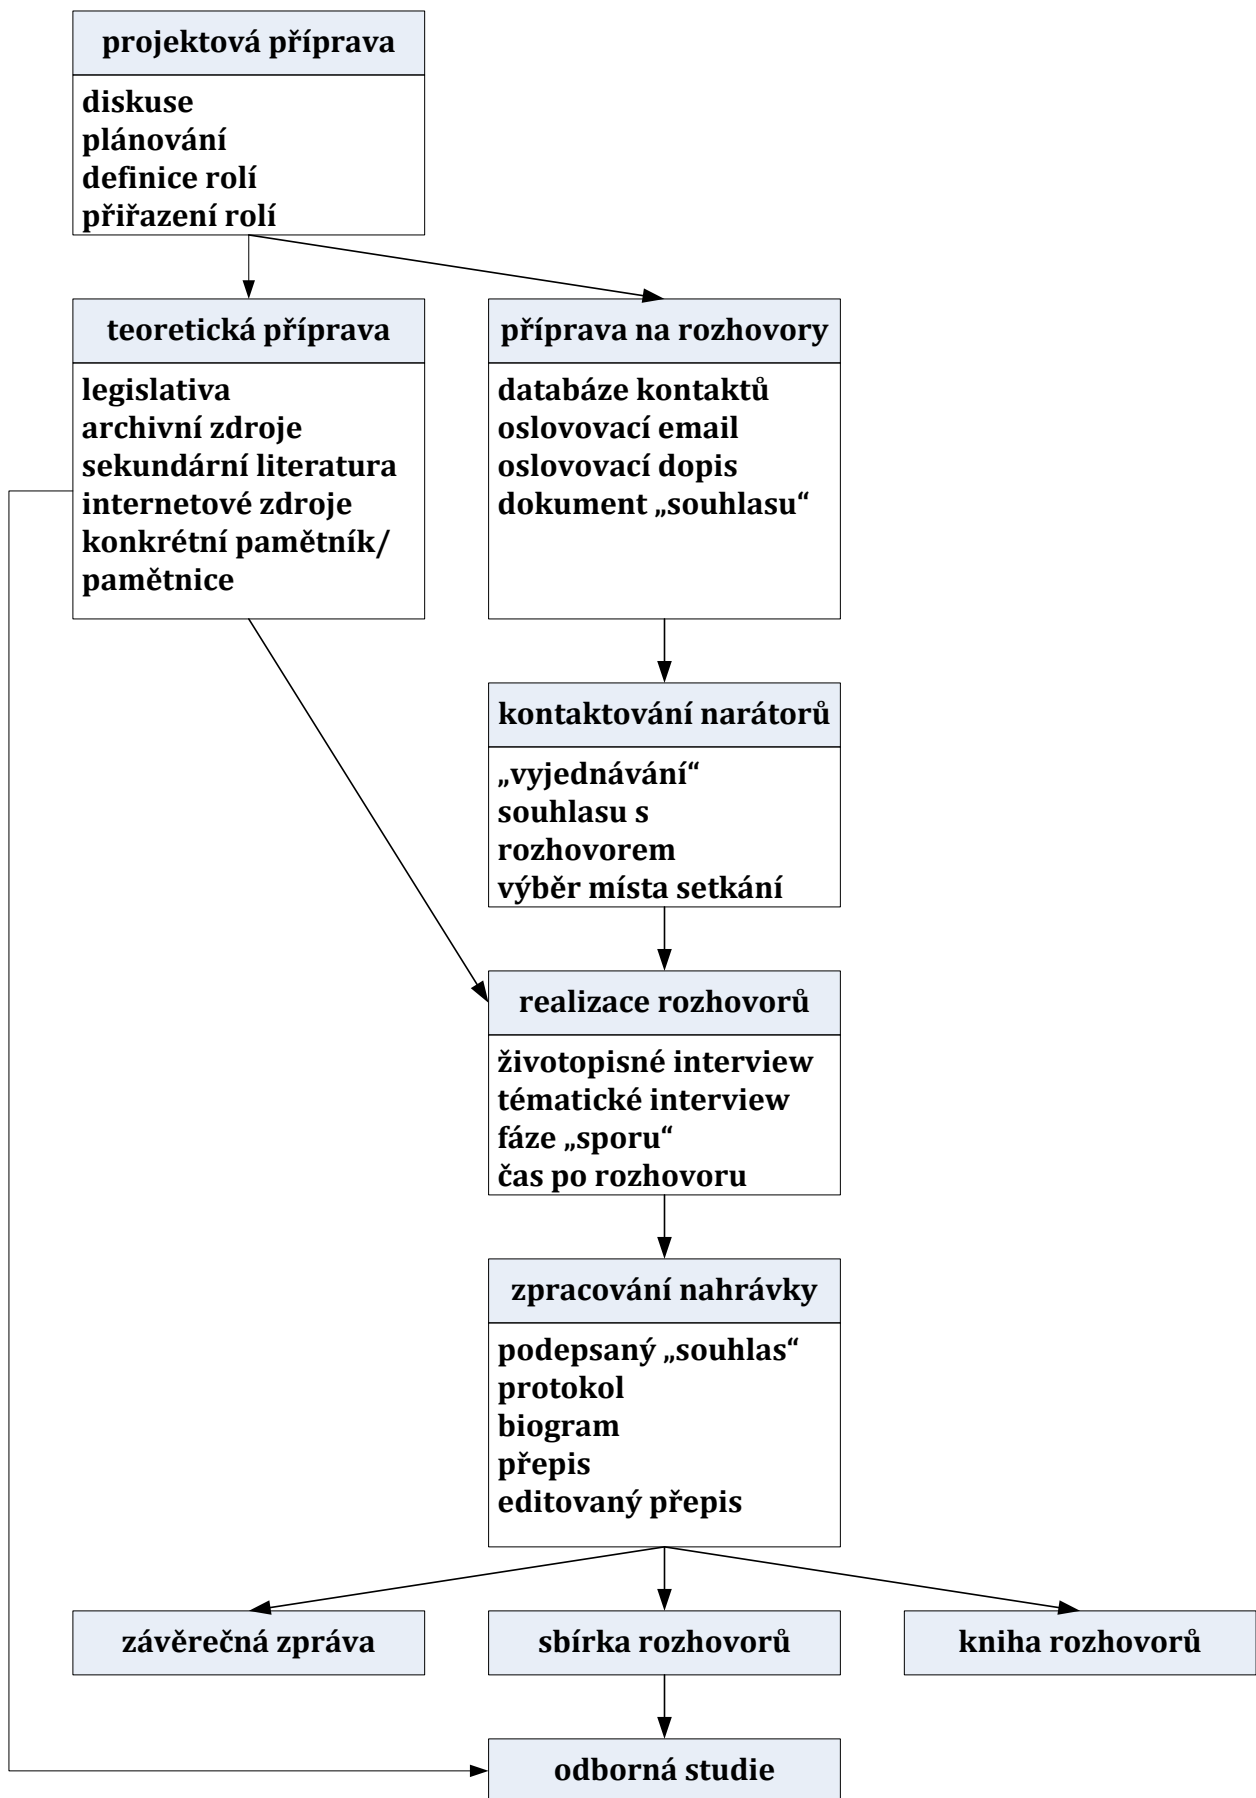 projektová příprava
diskuse
plánování
definice rolí
přiřazení rolí
teoretická příprava
legislativa
archivní zdroje
sekundární literatura
internetové zdroje
konkrétní pamětník/
pamětnice
příprava na rozhovory
databáze kontaktů
oslovovací email
oslovovací dopis
dokument „souhlasu“
kontaktování narátorů
„vyjednávání“
souhlasu s
rozhovorem
výběr místa setkání
realizace rozhovorů
životopisné interview
tématické interview
fáze „sporu“
čas po rozhovoru
zpracování nahrávky
podepsaný „souhlas“
protokol
biogram
přepis
editovaný přepis
závěrečná zpráva
sbírka rozhovorů
kniha rozhovorů
odborná studie